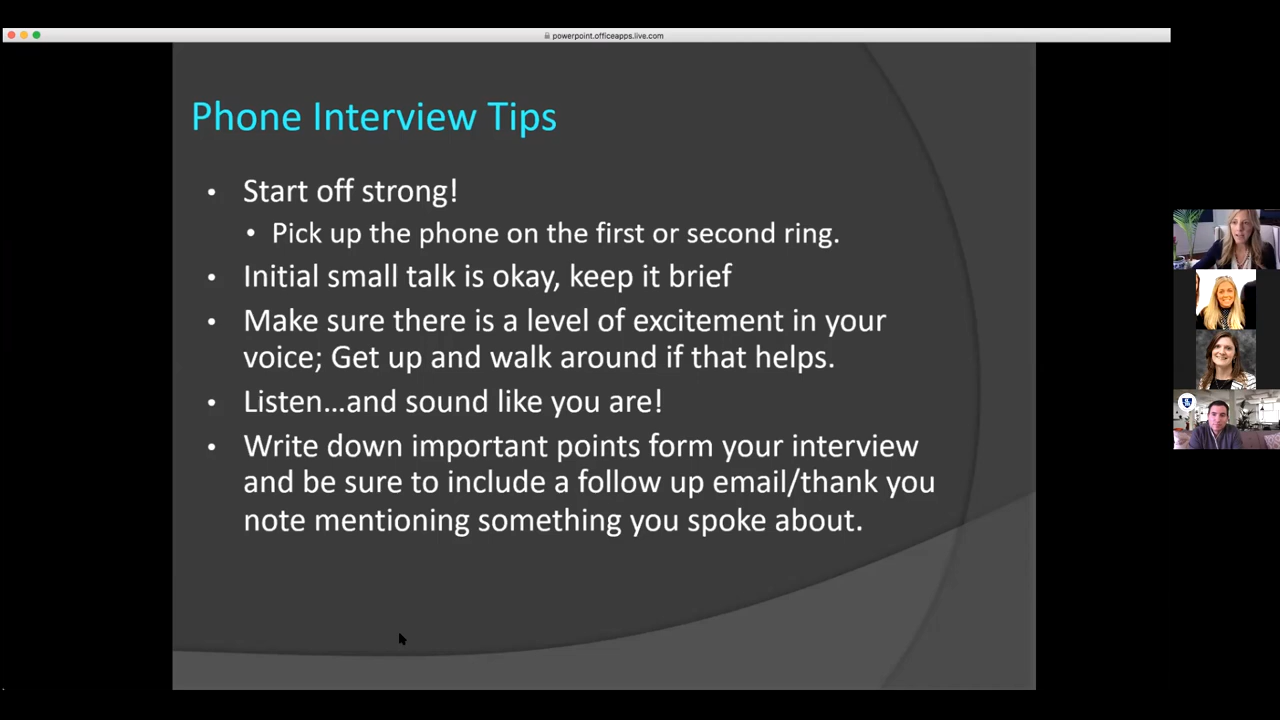 powerpoint.officeapps.live.com
Phone Interview Tips
• Start off strong!
• Pick up the phone on the first or second ring.
• Initial small talk is okay, keep it brief
• Make sure there is a level of excitement in your
voice; Get up and walk around if that helps.
• Listen...and sound like you are!
• Write down important points form your interview
and be sure to include a follow up email/thank you
note mentioning something you spoke about.